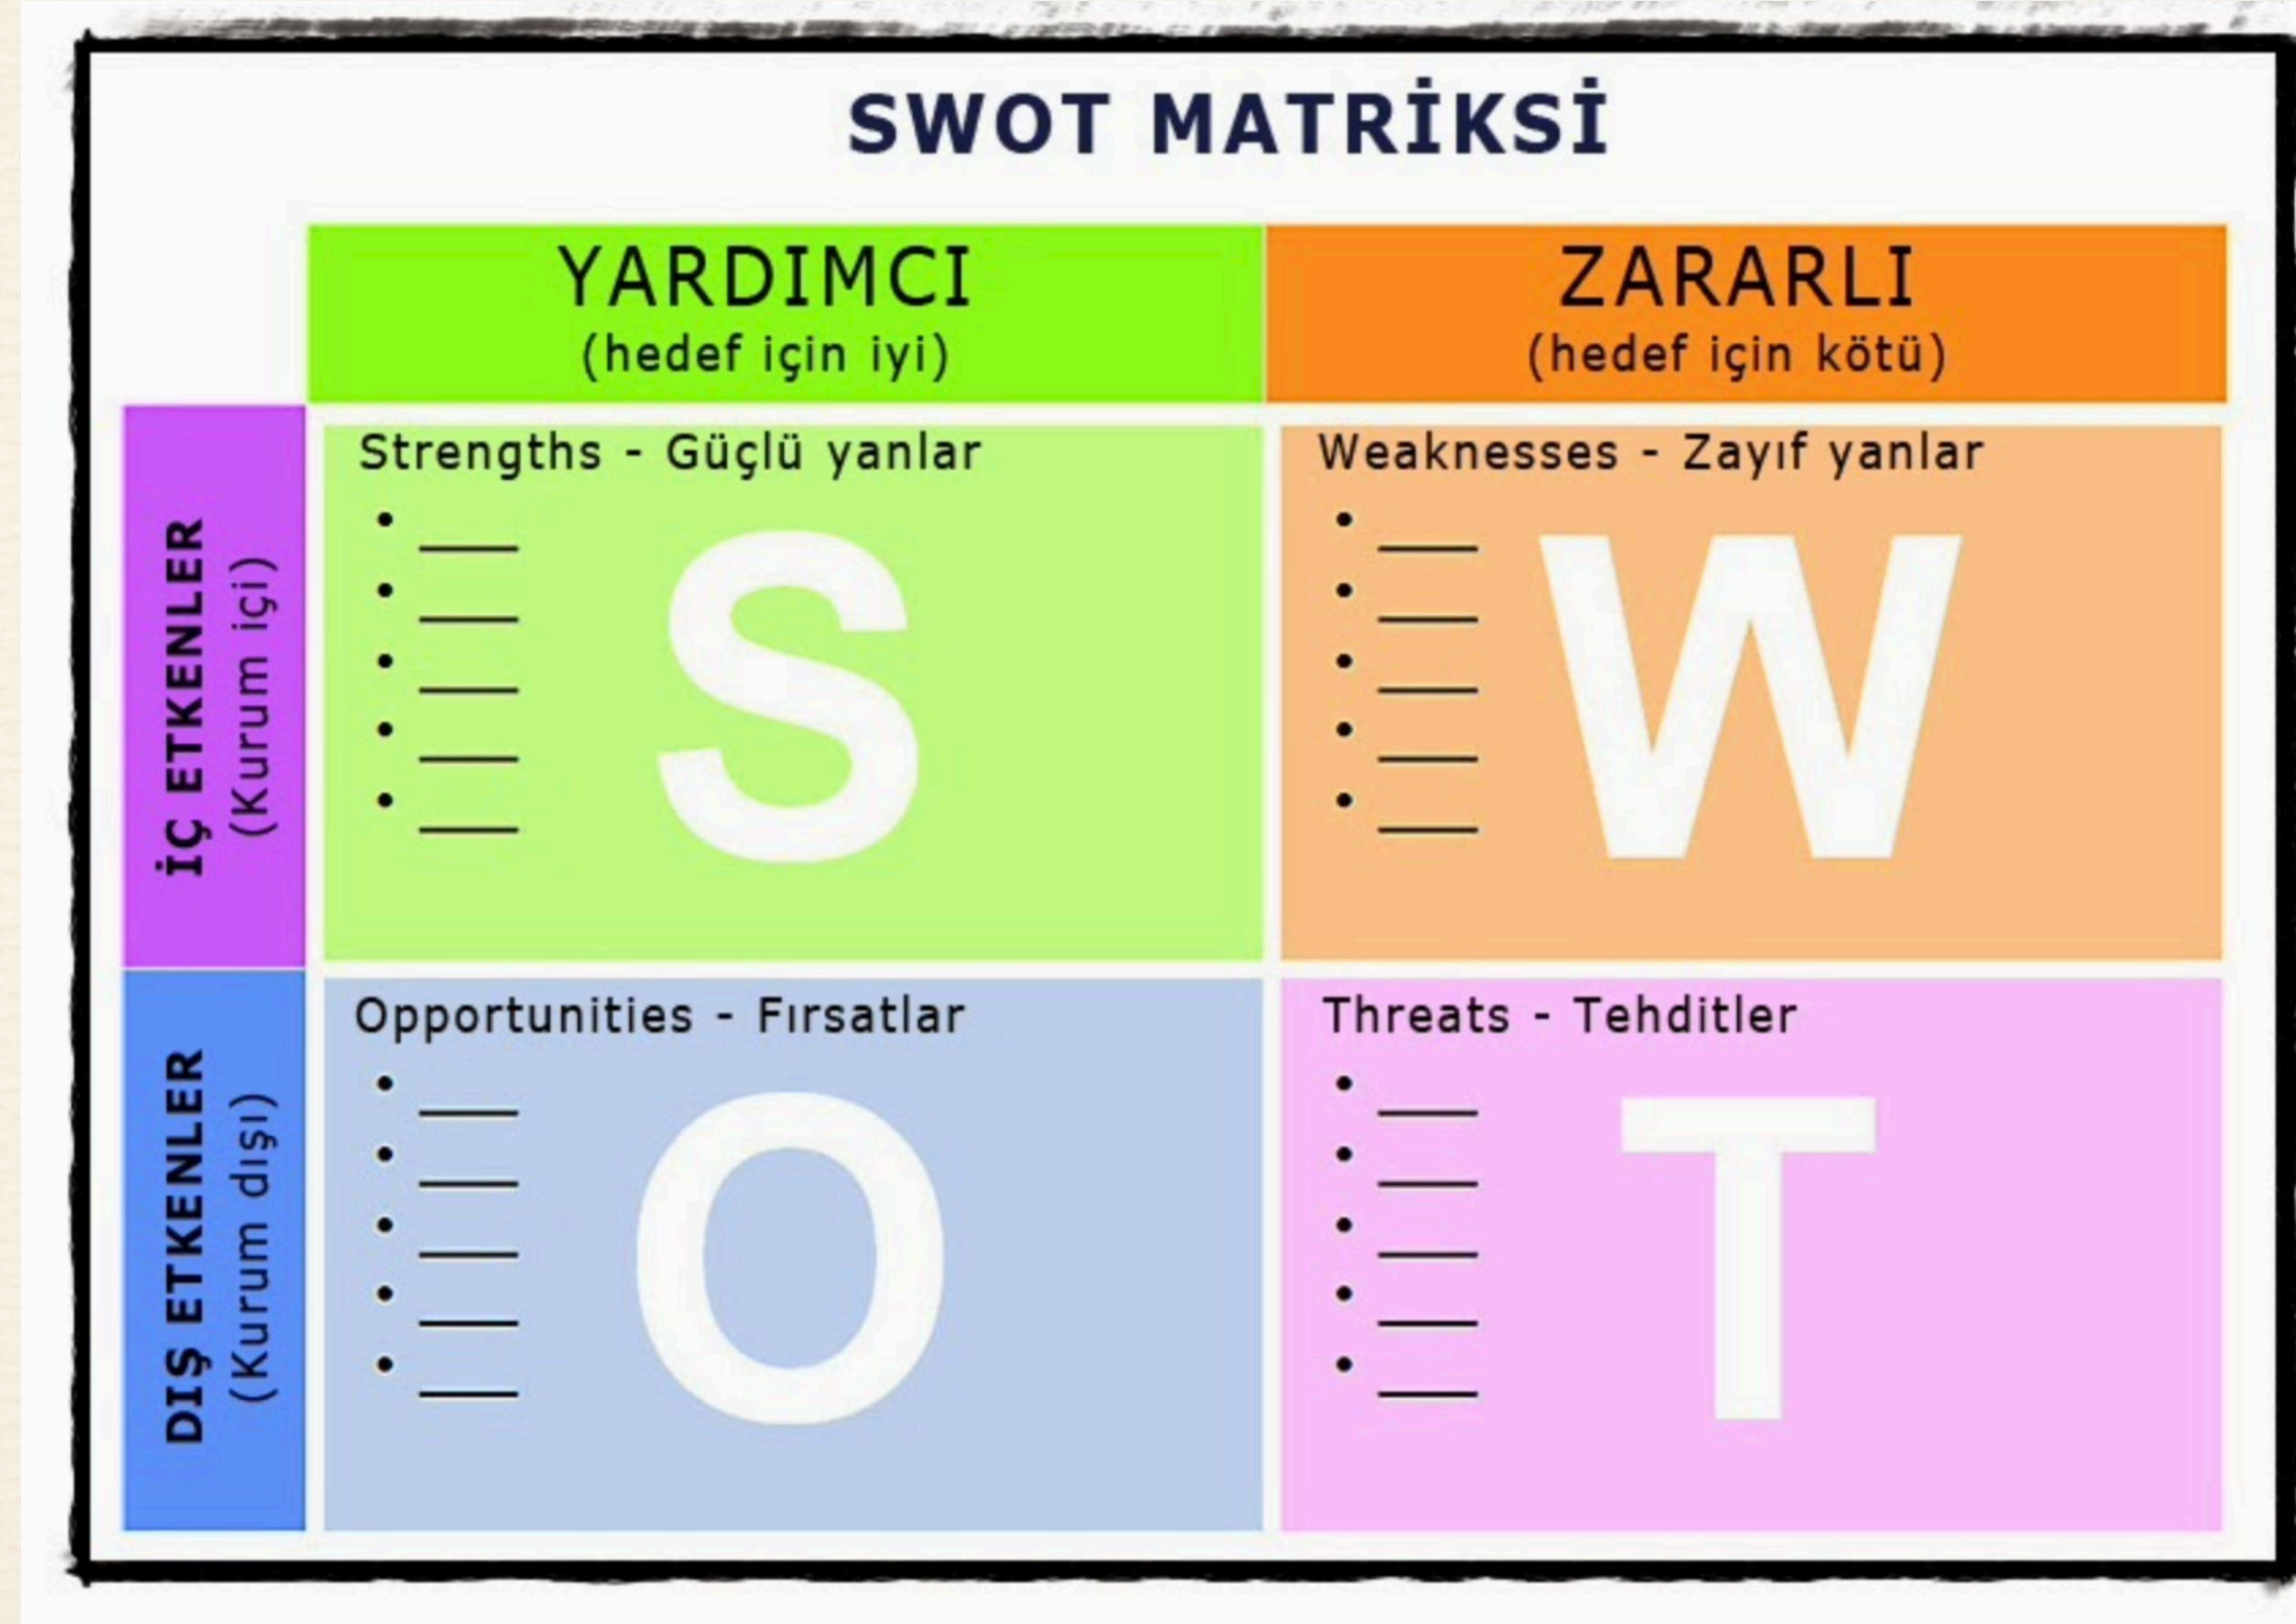 SWOT MATRİKSİ
YARDIMCI
(hedef için iyi)
ZARARLI
(hedef için kötü)
İÇ ETKENLER
(Kurum içi)
Strengths - Güçlü yanlar
S
Weaknesses - Zayıf yanlar
W
DIŞ ETKENLER
(Kurum dışı)
Opportunities - Fırsatlar
O
Threats - Tehditler
T